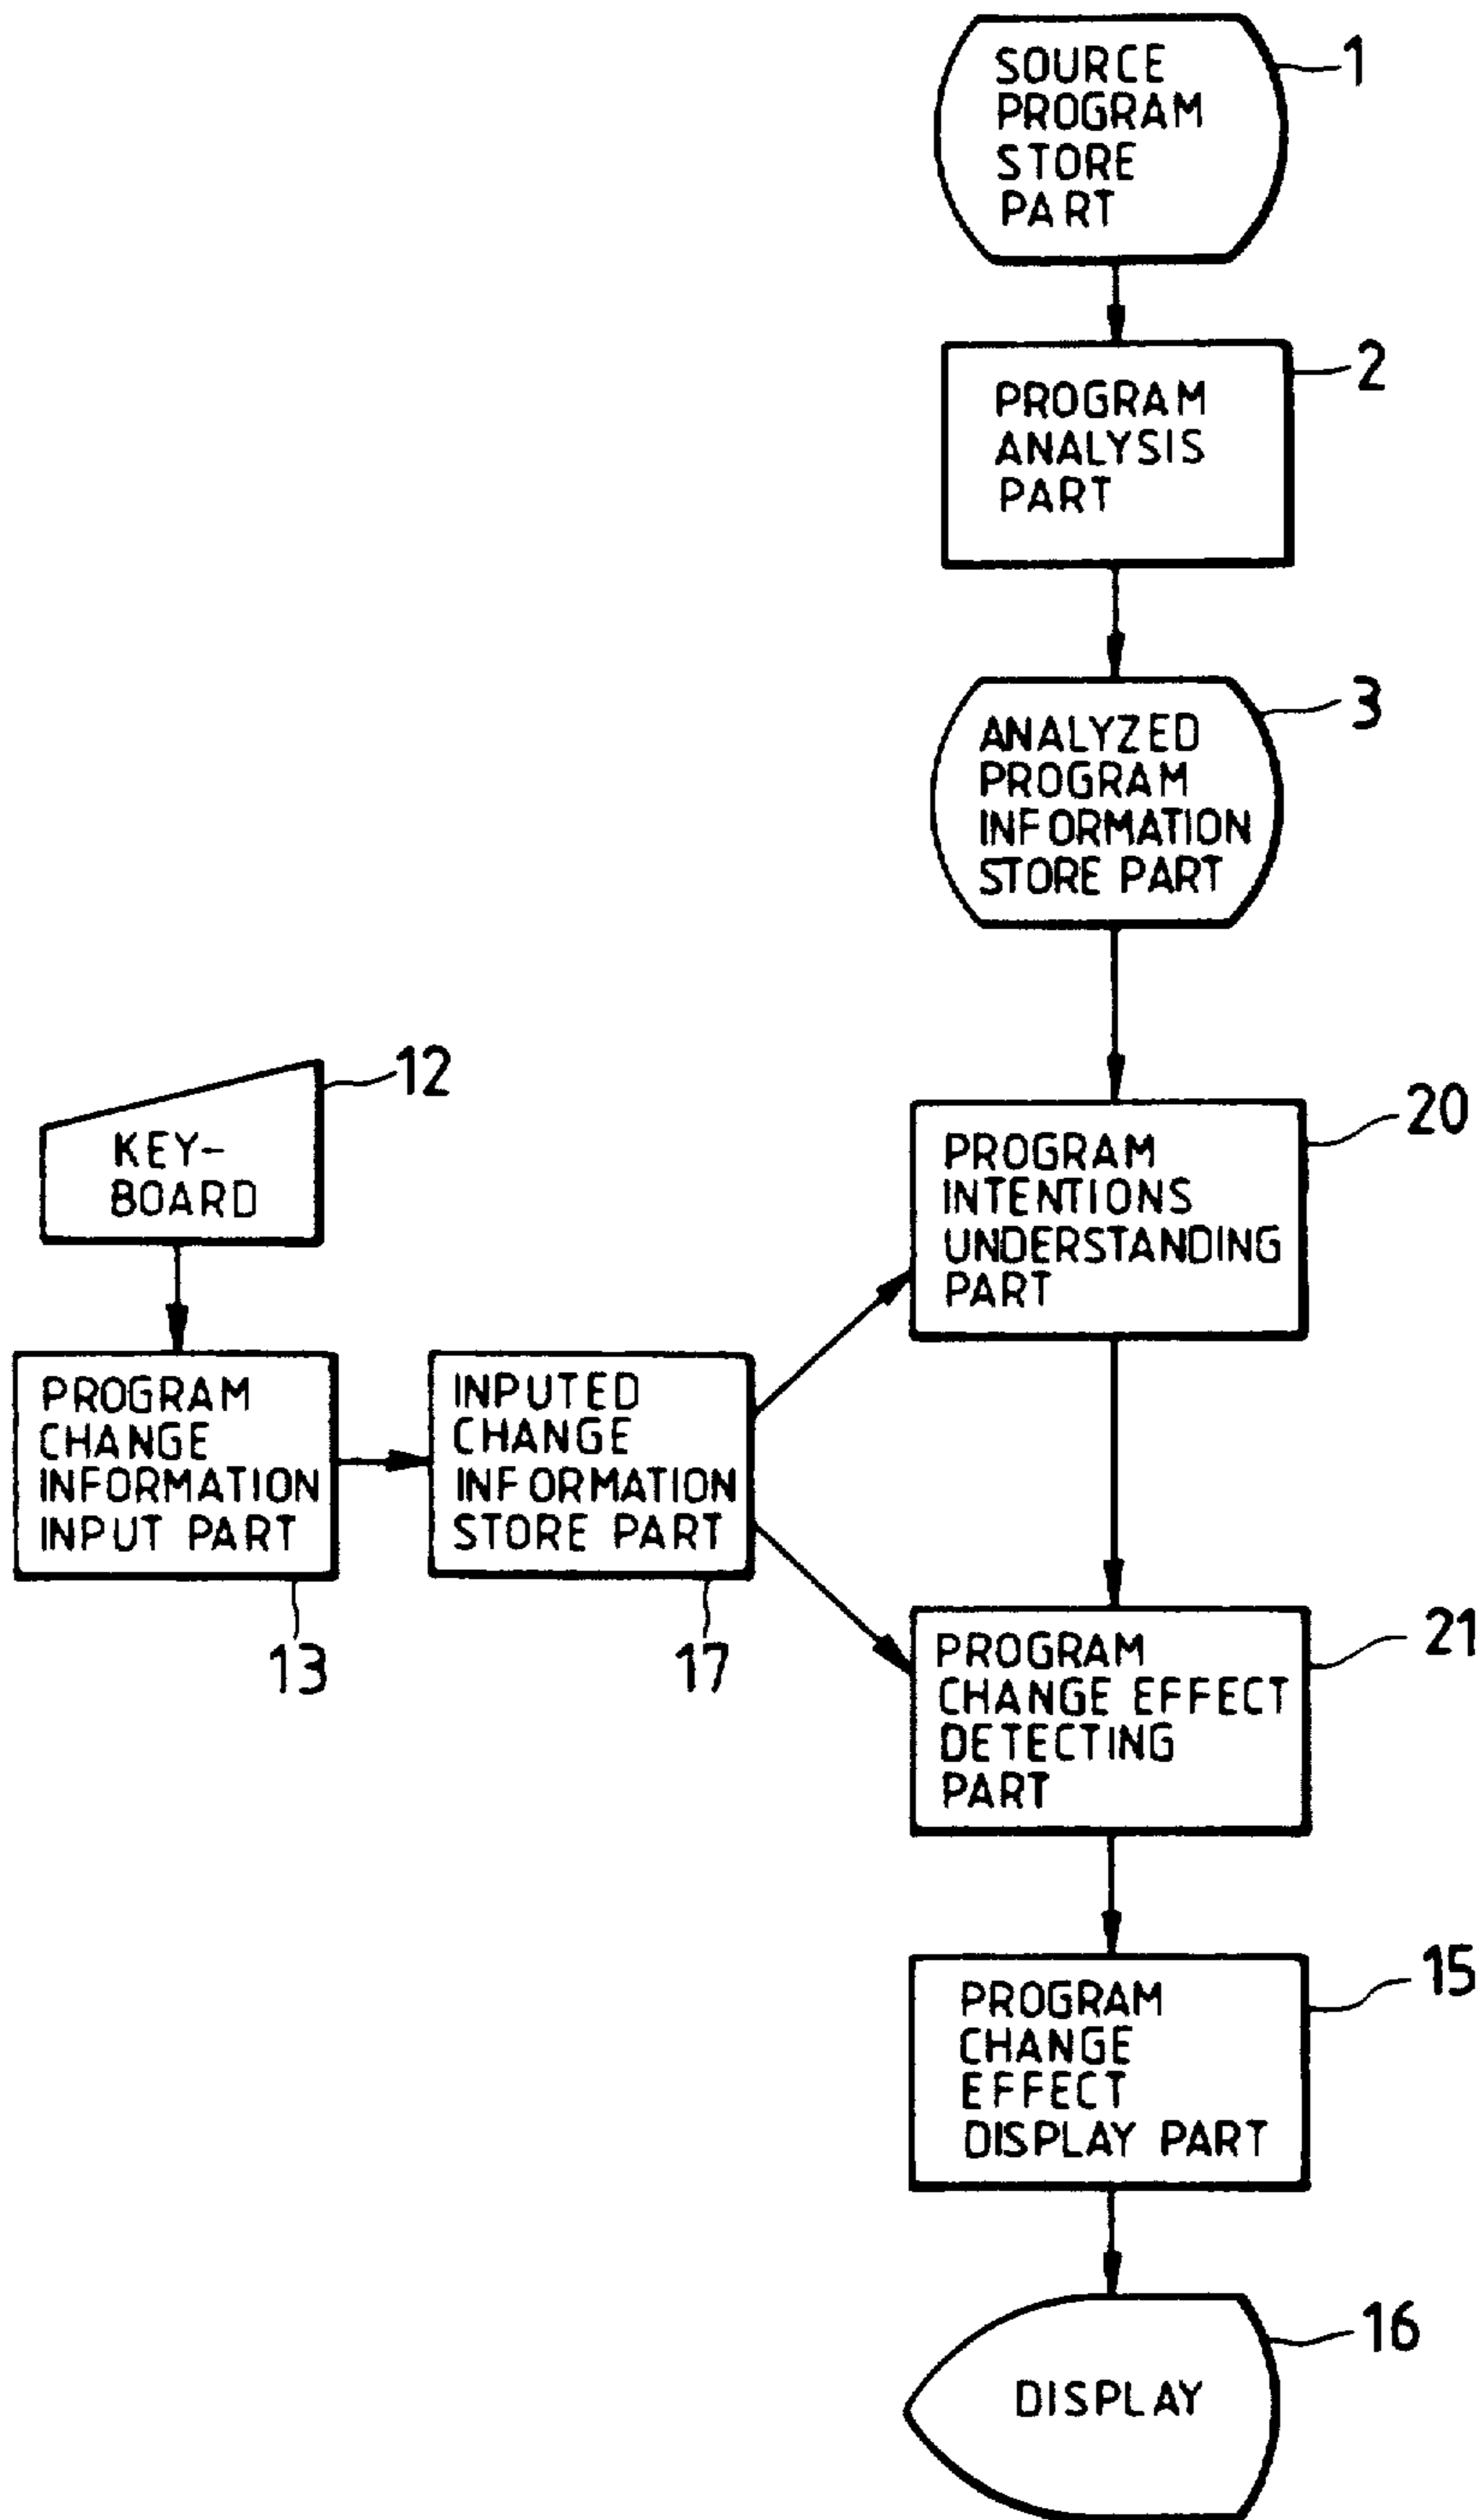 SOURCE
PROGRAM
STORE
PART
1
PROGRAM
ANALYSIS
PART
2
ANALYZED
PROGRAM
INFORMATION
STORE PART
3
KEY-
BOARD
12
PROGRAM
INTENTIONS
UNDERSTANDING
PART
20
PROGRAM
CHANGE
INFORMATION
INPUT PART
13
INPUTED
CHANGE
INFORMATION
STORE PART
17
PROGRAM
CHANGE EFFECT
DETECTING
PART
21
PROGRAM
CHANGE
EFFECT
DISPLAY PART
15
DISPLAY
16